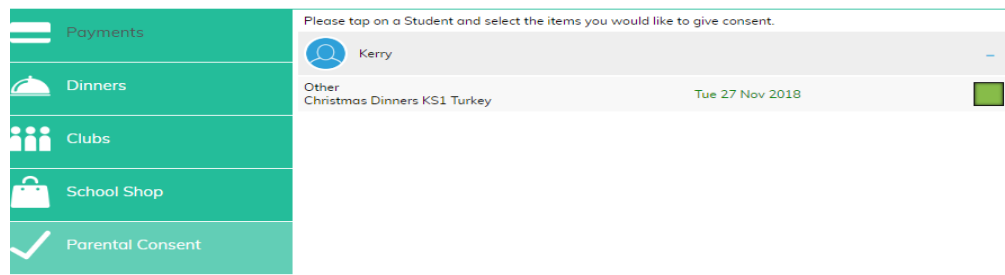 Payments
Dinners
Clubs
School Shop
Parental Consent
Please tap on a Student and select the items you would like to give consent.
Kerry
Other
Christmas Dinners KS1 Turkey
Tue 27 Nov 2018